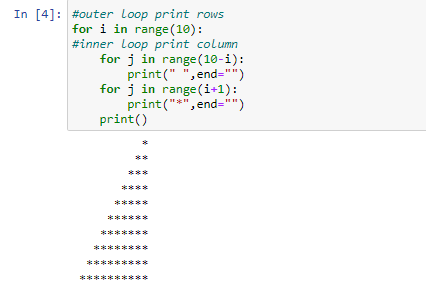 In [4]: #outer loop print rows
for i in range(10):
#inner loop print column
    for j in range(10-i):
        print(" ",end="")
    for j in range(i+1):
        print("*",end="")
    print()
          *
         **
        ***
       ****
      *****
     ******
    *******
   ********
  *********
 **********